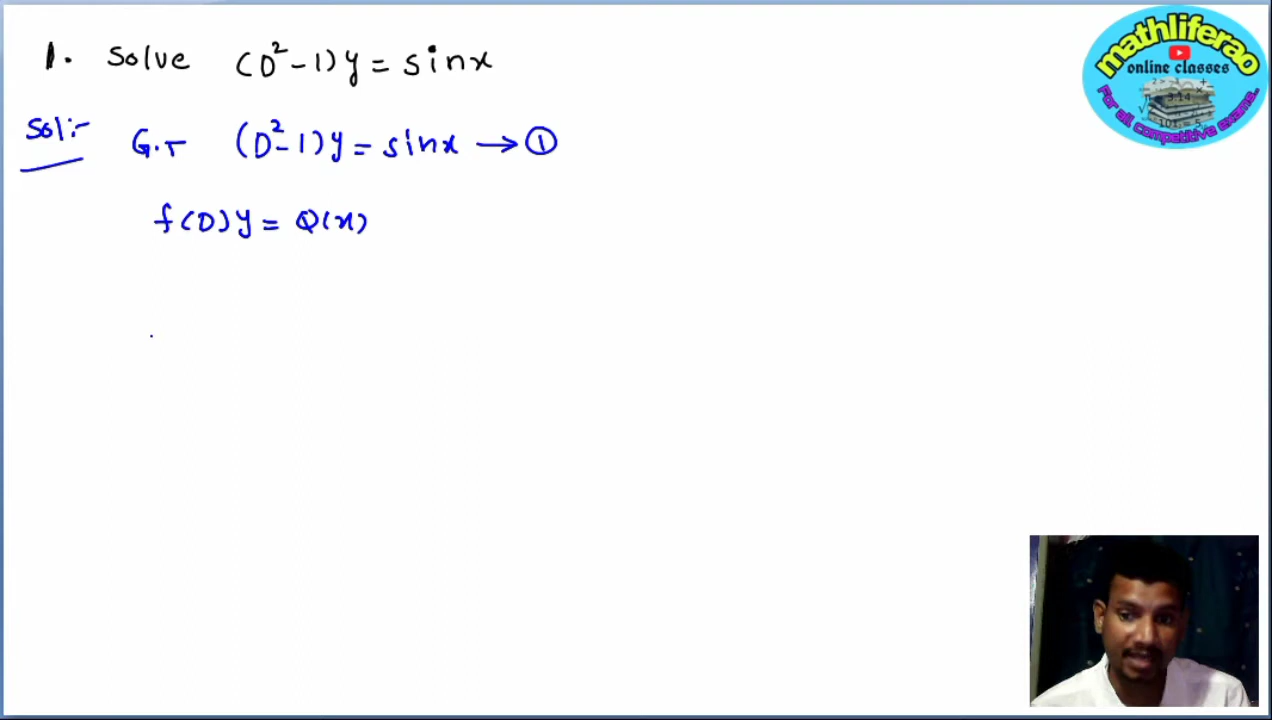 1. Solve (D²-1)y = sinx
Sol:- G.T (D²-1)y = sinx → ①
f(D)y = Q(x)
mathliferao
online classes
For all competitive exams.